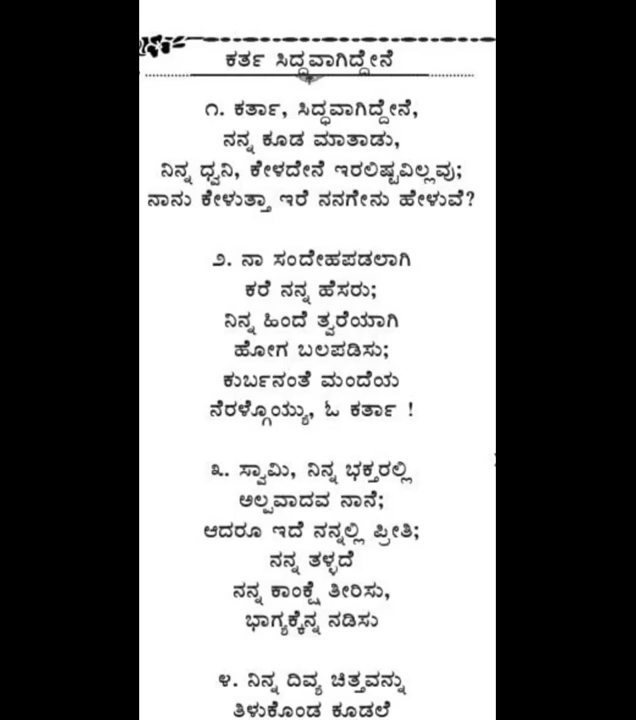 ಕರ್ತ ಸಿದ್ಧವಾಗಿದ್ದೇನೆ
೧. ಕರ್ತಾ, ಸಿದ್ಧವಾಗಿದ್ದೇನೆ,
ನನ್ನ ಕೂಡ ಮಾತಾಡು,
ನಿನ್ನ ಧ್ವನಿ, ಕೇಳದೇನೆ ಇರಲಿಷ್ಟವಿಲ್ಲವು;
ನಾನು ಕೇಳುತ್ತಾ ಇರೆ ನನಗೇನು ಹೇಳುವೆ?
೨. ನಾ ಸಂದೇಹಪಡಲಾಗಿ
ಕರೆ ನನ್ನ ಹೆಸರು;
ನಿನ್ನ ಹಿಂದೆ ತ್ವರೆಯಾಗಿ
ಹೋಗ ಬಲಪಡಿಸು;
ಕುರ್ಬನಂತೆ ಮಂದೆಯ
ನೆರಳ್ಗೊಯ್ಯು, ಓ ಕರ್ತಾ !
೩. ಸ್ವಾಮಿ, ನಿನ್ನ ಭಕ್ತರಲ್ಲಿ
ಅಲ್ಪವಾದವ ನಾನೆ;
ಆದರೂ ಇದೆ ನನ್ನಲ್ಲಿ ಪ್ರೀತಿ;
ನನ್ನ ತಳ್ಳದೆ
ನನ್ನ ಕಾಂಕ್ಷೆ ತೀರಿಸು,
ಭಾಗ್ಯಕ್ಕೆನ್ನ ನಡಿಸು
೪. ನಿನ್ನ ದಿವ್ಯ ಚಿತ್ತವನ್ನು
ತಿಳುಕೊಂಡ ಕೂಡಲೆ